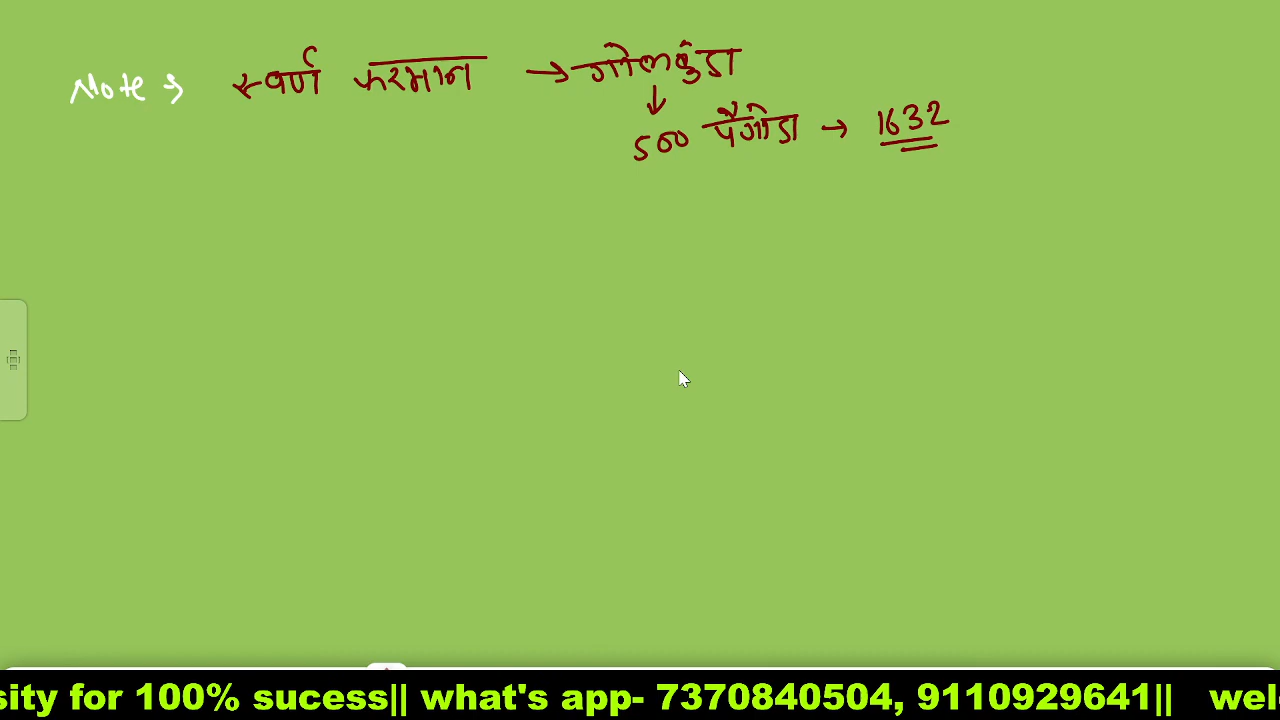 Note → स्वर्ण फरमान → गोलकुंडा
↓
500 पैगोडा → 1632
sity for 100% sucess|| what's app- 7370840504, 9110929641|| wel